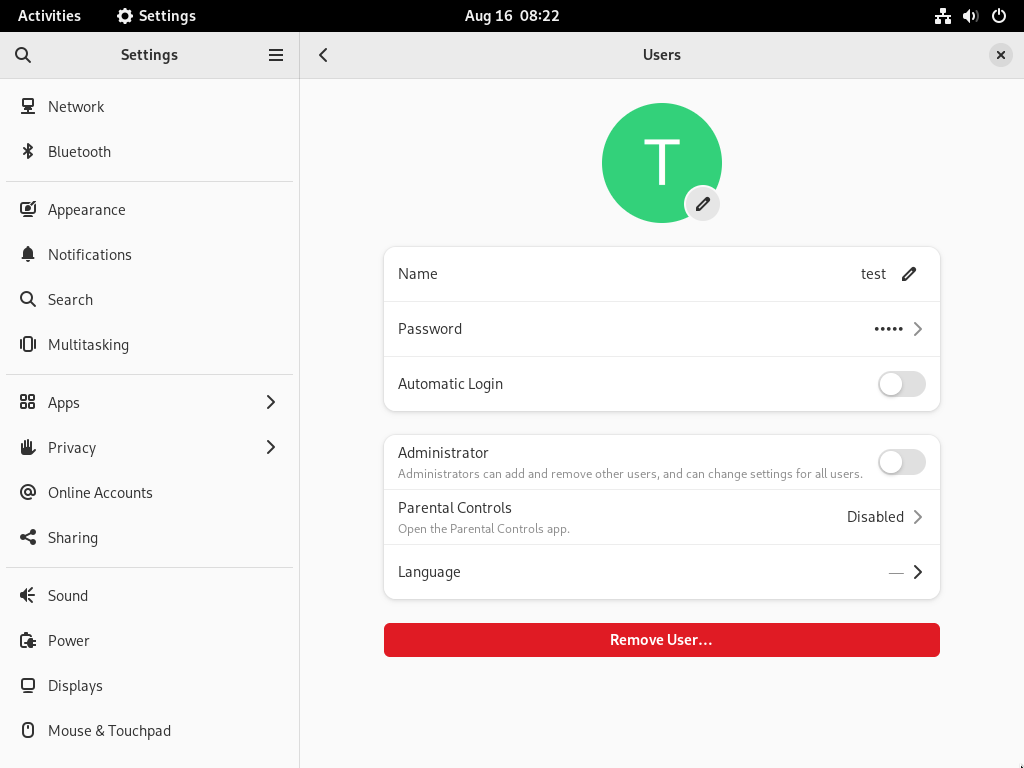 Activities
Settings
Aug 16 08:22
Settings
Users
Network
Bluetooth
Appearance
Notifications
Search
Multitasking
Apps
Privacy
Online Accounts
Sharing
Sound
Power
Displays
Mouse & Touchpad
T
Name
test
Password
•••••
Automatic Login
Administrator
Administrators can add and remove other users, and can change settings for all users.
Parental Controls
Open the Parental Controls app.
Disabled
Language
—
Remove User…